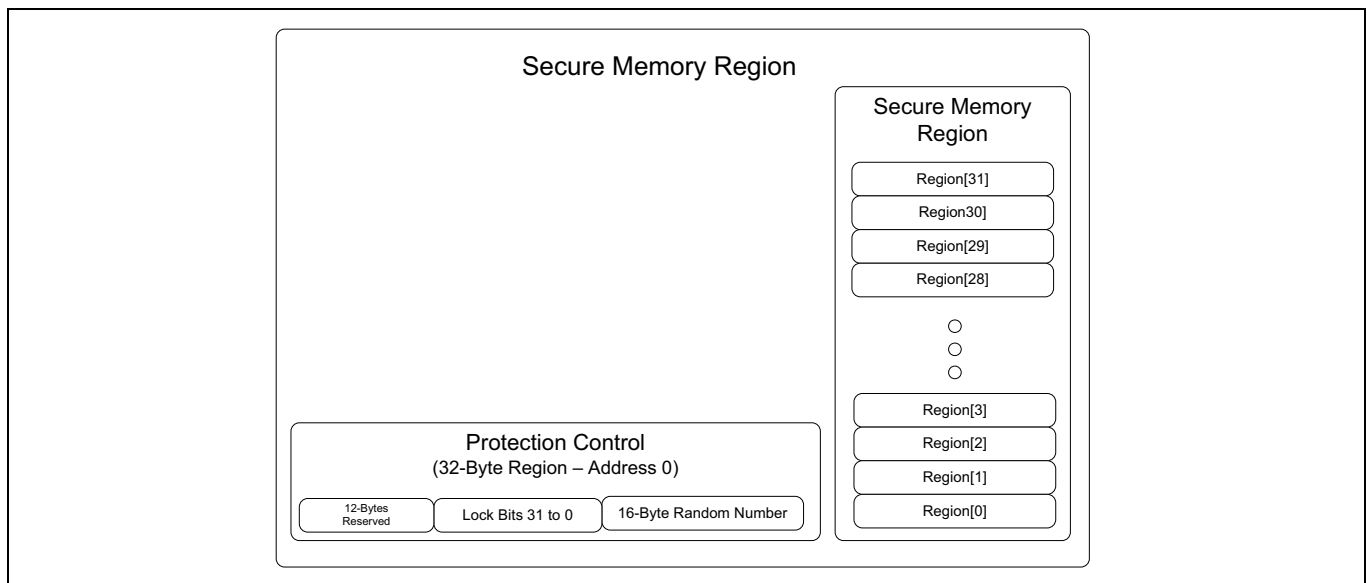 Secure Memory Region
Secure Memory
Region
Region[31]
Region30]
Region[29]
Region[28]
Region[3]
Region[2]
Region[1]
Region[0]
Protection Control
(32-Byte Region – Address 0)
12-Bytes
Reserved
Lock Bits 31 to 0
16-Byte Random Number